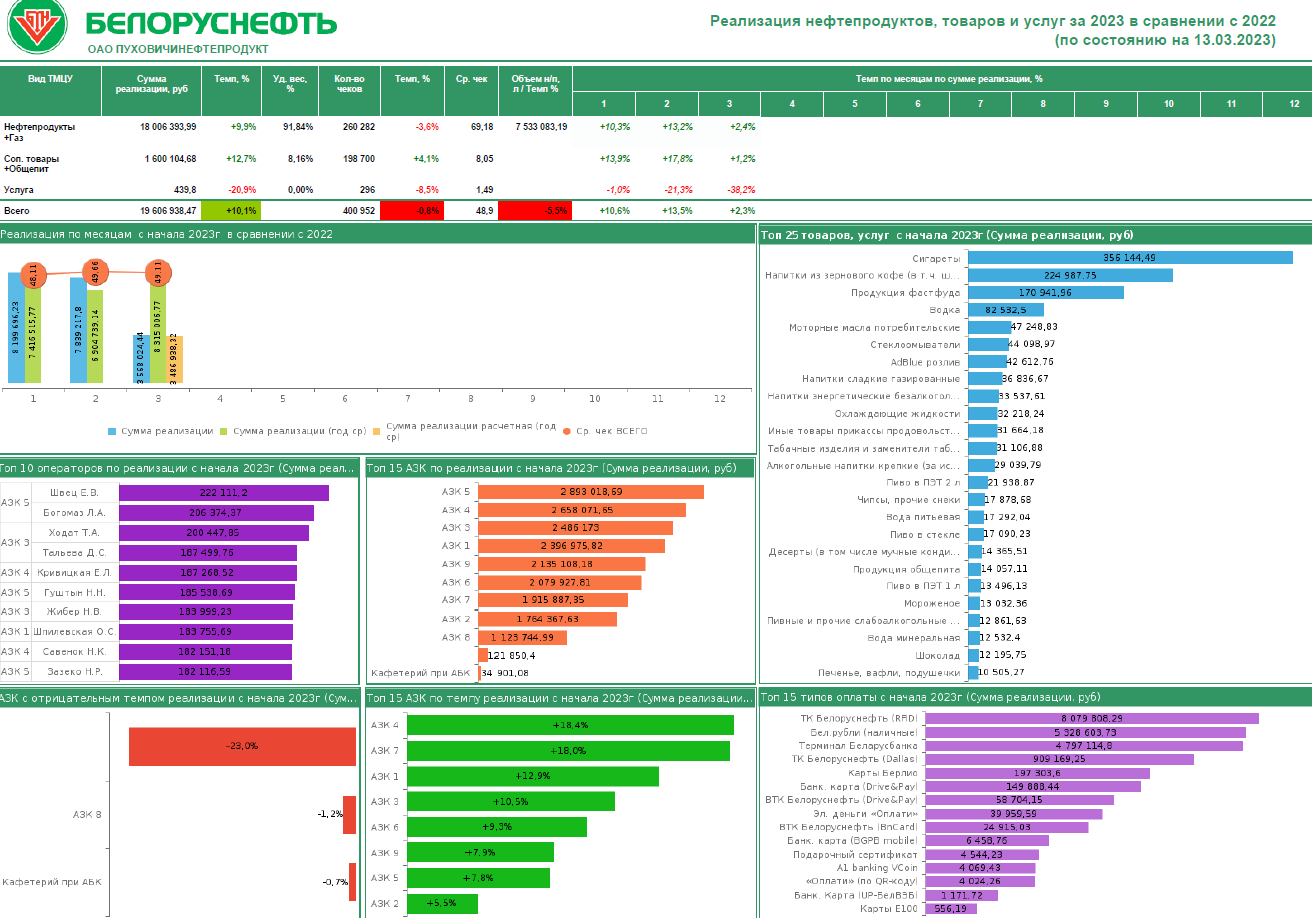 БЕЛОРУСНЕФТЬ
ОАО ПУХОВИЧИНЕФТЕПРОДУКТ
Реализация нефтепродуктов, товаров и услуг за 2023 в сравнении с 2022
(по состоянию на 13.03.2023)
Вид ТМЦУ Сумма реализации, руб Темп, % Уд. вес, % Кол-во чеков Темп, % Ср. чек Объем н/п, л / Темп % Темп по месяцам по сумме реализации, %
1 2 3 4 5 6 7 8 9 10 11 12
Нефтепродукты +Газ 18 006 393,99 +9,9% 91,84% 260 282 -3,6% 69,18 7 533 083,19 +10,3% +13,2% +2,4%
Соп. товары +Общепит 1 600 104,68 +12,7% 8,16% 198 700 +4,1% 8,05 +13,9% +17,8% +1,2%
Услуга 439,8 -20,9% 0,00% 296 -8,5% 1,49 -1,0% -21,3% -38,2%
Всего 19 606 938,47 +10,1% 400 952 -0,8% 48,9 -5,5% +10,6% +13,5% +2,3%
Реализация по месяцам с начала 2023г в сравнении с 2022
48,11 49,66 49,11
8 199 696,23 7 416 515,77 7 839 217,8 6 904 739,14 3 568 024,44 8 315 006,77 3 486 938,32
1 2 3 4 5 6 7 8 9 10 11 12
Сумма реализации Сумма реализации (год ср) Сумма реализации расчетная (год ср) Ср. чек ВСЕГО
Топ 25 товаров, услуг с начала 2023г (Сумма реализации, руб)
Сигареты 356 144,49
Напитки из зернового кофе (в т.ч. ш... 224 987,75
Продукция фастфуда 170 941,96
Водка 82 532,5
Моторные масла потребительские 47 248,83
Стеклоомыватели 44 098,97
AdBlue розлив 42 612,76
Напитки сладкие газированные 36 836,67
Напитки энергетические безалкогол... 33 537,61
Охлаждающие жидкости 32 218,24
Иные товары прикассы продовольст... 31 664,18
Табачные изделия и заменители таб... 31 106,88
Алкогольные напитки крепкие (за ис... 29 039,79
Пиво в ПЭТ 2 л 21 938,87
Чипсы, прочие снеки 17 878,68
Вода питьевая 17 292,04
Пиво в стекле 17 090,23
Десерты (в том числе мучные конди... 14 365,51
Продукция общепита 14 057,11
Пиво в ПЭТ 1 л 13 496,13
Мороженое 13 032,36
Пивные и прочие слабоалкогольные ... 12 861,63
Вода минеральная 12 532,4
Шоколад 12 195,75
Печенье, вафли, подушечки 10 505,27
Топ 10 операторов по реализации с начала 2023г (Сумма реал...
АЗК 5 Швец Е.В. 222 111,2
Богомаз Л.А. 206 374,37
АЗК 3 Ходат Т.А. 200 447,85
Тальева Д.С. 187 499,76
АЗК 4 Кривицкая Е.Л. 187 268,52
АЗК 5 Гуштын Н.Н. 185 538,69
АЗК 3 Жибер Н.В. 183 999,23
АЗК 1 Шпилевская О.С. 183 755,69
АЗК 4 Савенок Н.К. 182 151,18
АЗК 5 Зазеко Н.Р. 182 116,59
Топ 15 АЗК по реализации с начала 2023г (Сумма реализации, руб)
АЗК 5 2 893 018,69
АЗК 4 2 658 071,65
АЗК 3 2 486 173
АЗК 1 2 396 975,82
АЗК 9 2 135 108,18
АЗК 6 2 079 927,81
АЗК 7 1 915 887,35
АЗК 2 1 764 367,63
АЗК 8 1 123 744,99
121 850,4
Кафетерий при АБК 34 901,08
АЗК с отрицательным темпом реализации с начала 2023г (Сум...
-23,0%
АЗК 8 -1,2%
Кафетерий при АБК -0,7%
Топ 15 АЗК по темпу реализации с начала 2023г (Сумма реализации...
АЗК 4 +18,4%
АЗК 7 +18,0%
АЗК 1 +12,9%
АЗК 3 +10,5%
АЗК 6 +9,3%
АЗК 9 +7,9%
АЗК 5 +7,8%
АЗК 2 +5,5%
Топ 15 типов оплаты с начала 2023г (Сумма реализации, руб)
ТК Белоруснефть (RFID) 8 079 808,29
Бел.рубли (наличные) 5 328 603,73
Терминал Беларусбанка 4 797 114,8
ТК Белоруснефть (Dallas) 909 169,25
Карты Берлио 197 303,6
Банк. карта (Drive&Pay) 149 888,44
ВТК Белоруснефть (Drive&Pay) 58 704,15
Эл. деньги «Оплати» 39 959,59
ВТК Белоруснефть (BnCard) 24 915,03
Банк. карта (BGPB mobile) 6 458,76
Подарочный сертификат 4 544,23
A1 banking VCoin 4 069,43
«Оплати» (по QR-коду) 4 024,26
Банк. Карта (UP-БелВЭБ) 1 171,72
Карты E100 556,19